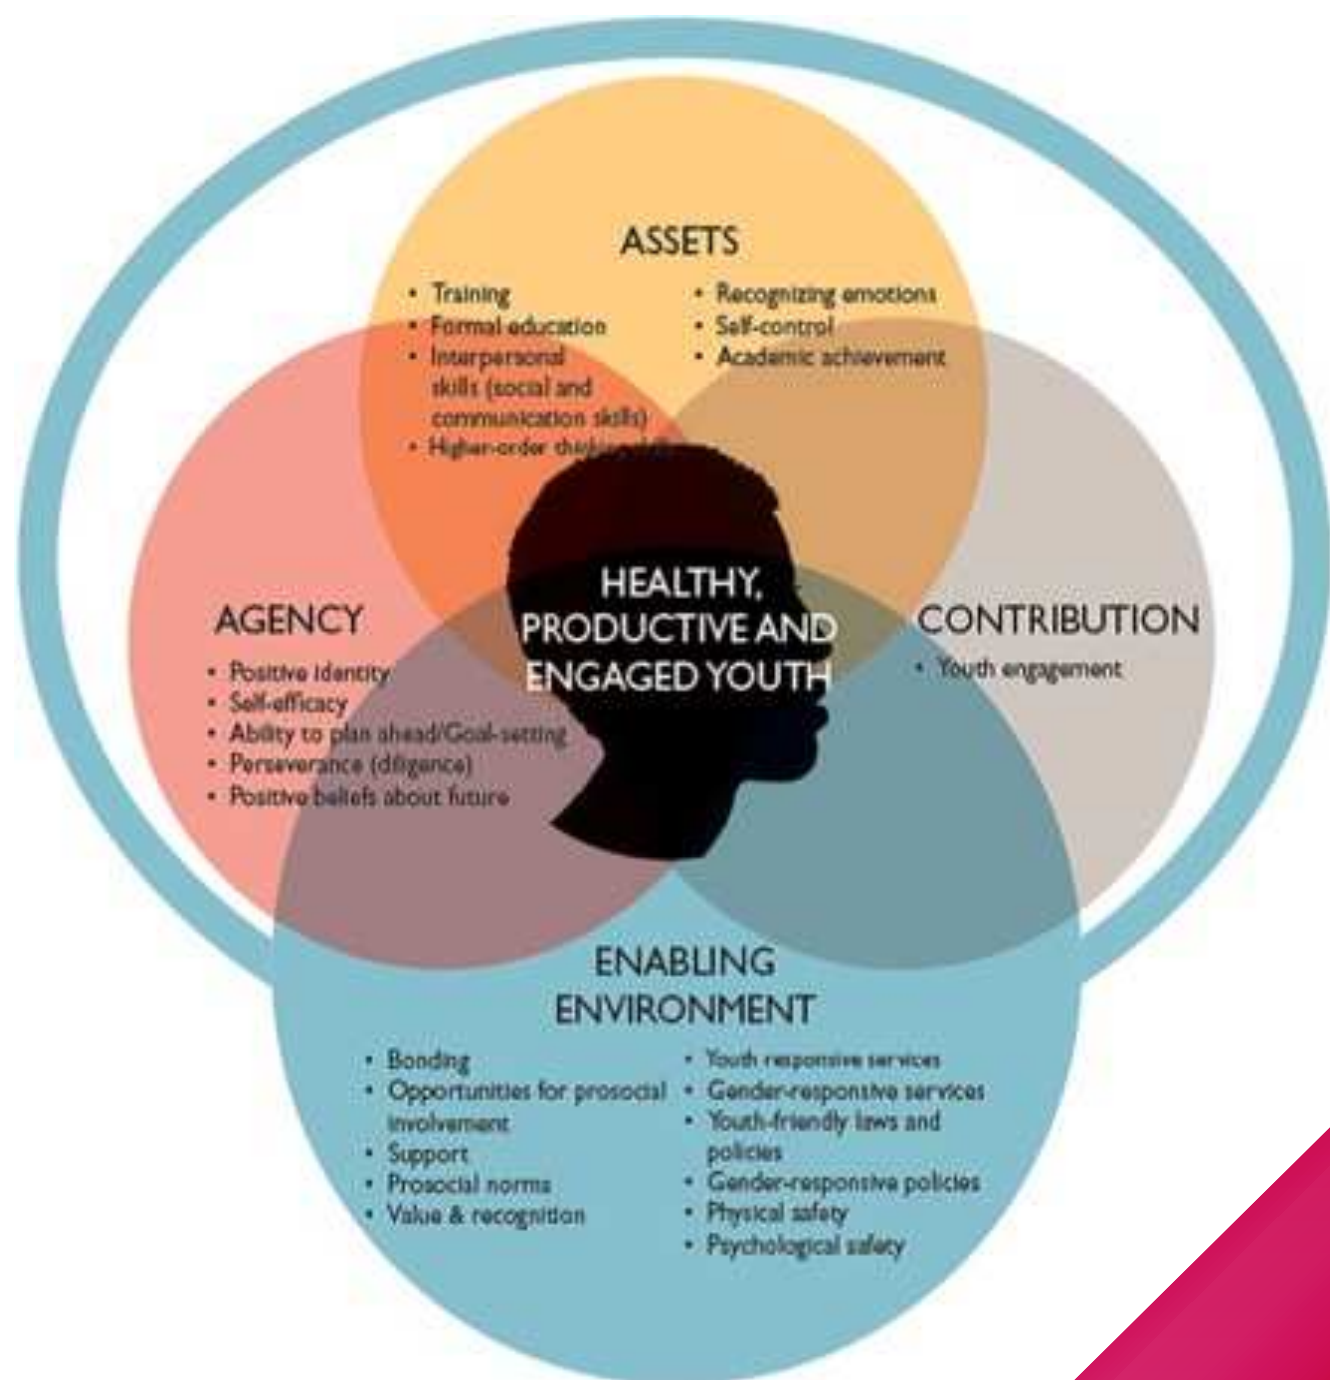 ASSETS
• Training
• Formal education
• Interpersonal
skills (social and
communication skills)
• Higher-order thinking
• Recognizing emotions
• Self-control
• Academic achievement
AGENCY
• Positive identity
• Self-efficacy
• Ability to plan ahead/Goal-setting
• Perseverance (diligence)
• Positive beliefs about future
HEALTHY,
PRODUCTIVE AND
ENGAGED YOUTH
CONTRIBUTION
• Youth engagement
ENABLING
ENVIRONMENT
• Bonding
• Opportunities for prosocial
involvement
• Support
• Prosocial norms
• Value & recognition
• Youth responsive services
• Gender-responsive services
• Youth-friendly laws and
policies
• Gender-responsive policies
• Physical safety
• Psychological safety